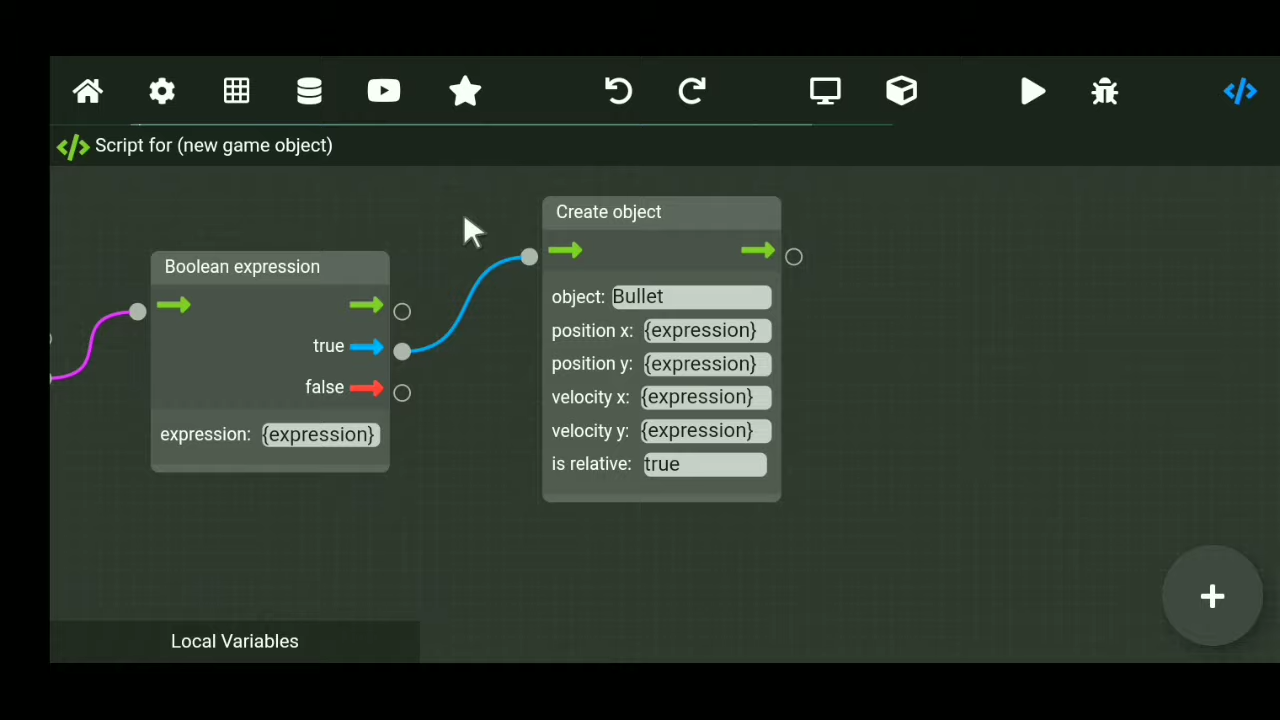 Script for (new game object)
Create object
Boolean expression
object: Bullet
true
position x: {expression}
position y: {expression}
false
velocity x: {expression}
expression: {expression}
velocity y: {expression}
is relative: true
Local Variables